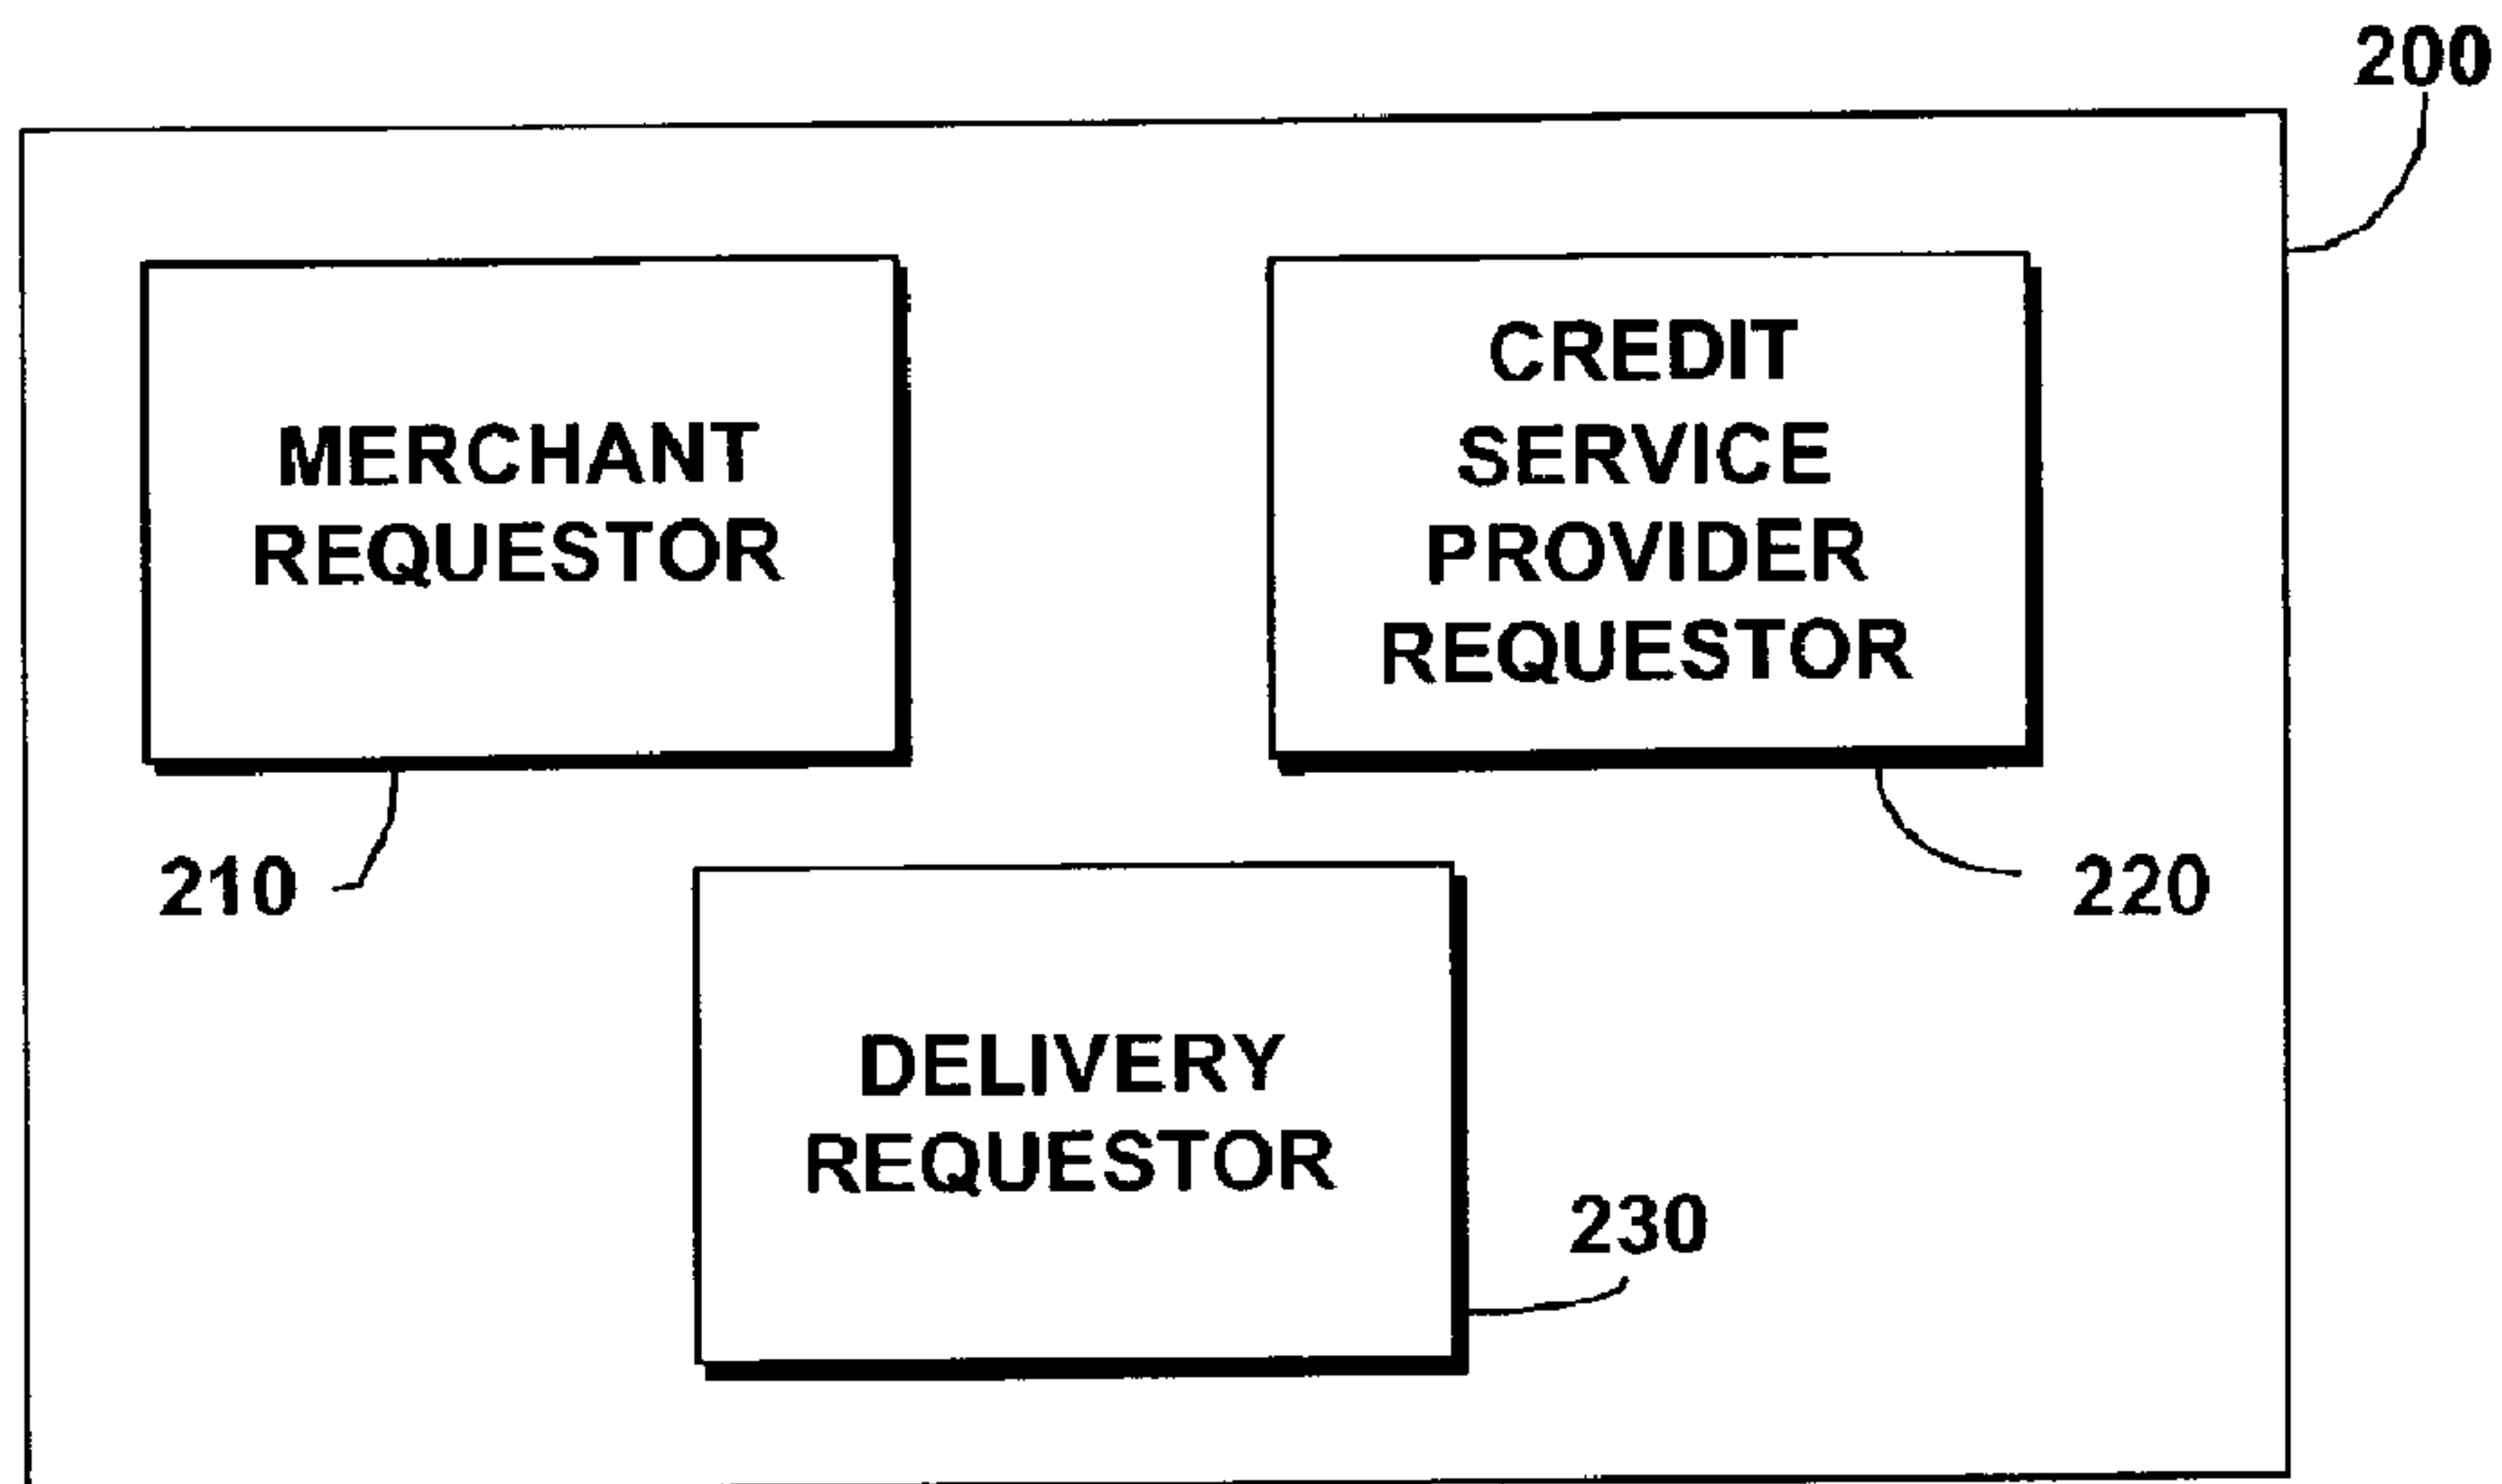 200
MERCHANT
REQUESTOR
CREDIT
SERVICE
PROVIDER
REQUESTOR
210
220
DELIVERY
REQUESTOR
230